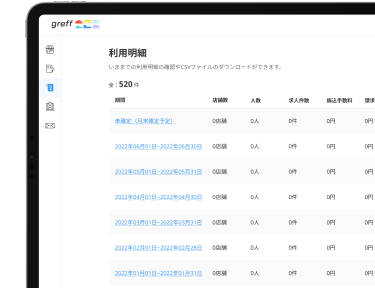 greff
利用明細
いままでの利用明細の確認やCSVファイルのダウンロードができます。
全：520件
期間 店舗数 人数 求人件数 振込手数料 請求
未確定（月末確定予定） 0店舗 0人 0件 0円 0円
2022年06月01日~2022年06月30日 0店舗 0人 0件 0円 0円
2022年05月01日~2022年05月31日 0店舗 0人 0件 0円 0円
2022年04月01日~2022年04月30日 0店舗 0人 0件 0円 0円
2022年03月01日~2022年03月31日 0店舗 0人 0件 0円 0円
2022年02月01日~2022年02月28日 0店舗 0人 0件 0円 0円
2022年01月01日~2022年01月31日 0店舗 0人 0件 0円 0円